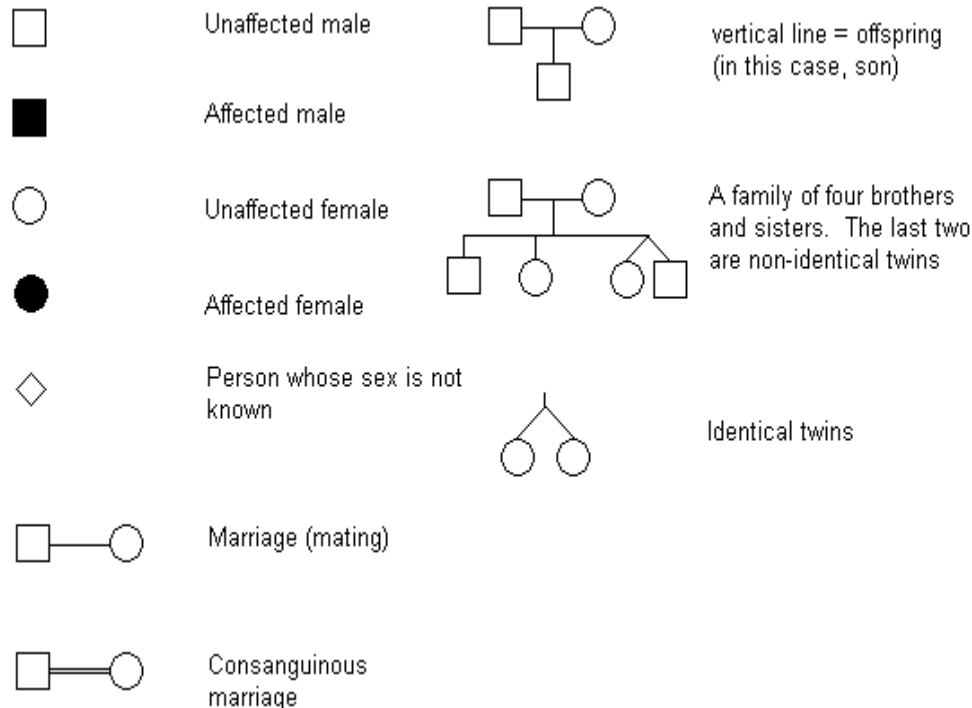 Unaffected male
Affected male
Unaffected female
Affected female
Person whose sex is not
known
Marriage (mating)
Consanguinous
marriage
vertical line = offspring
(in this case, son)
A family of four brothers
and sisters. The last two
are non-identical twins
Identical twins